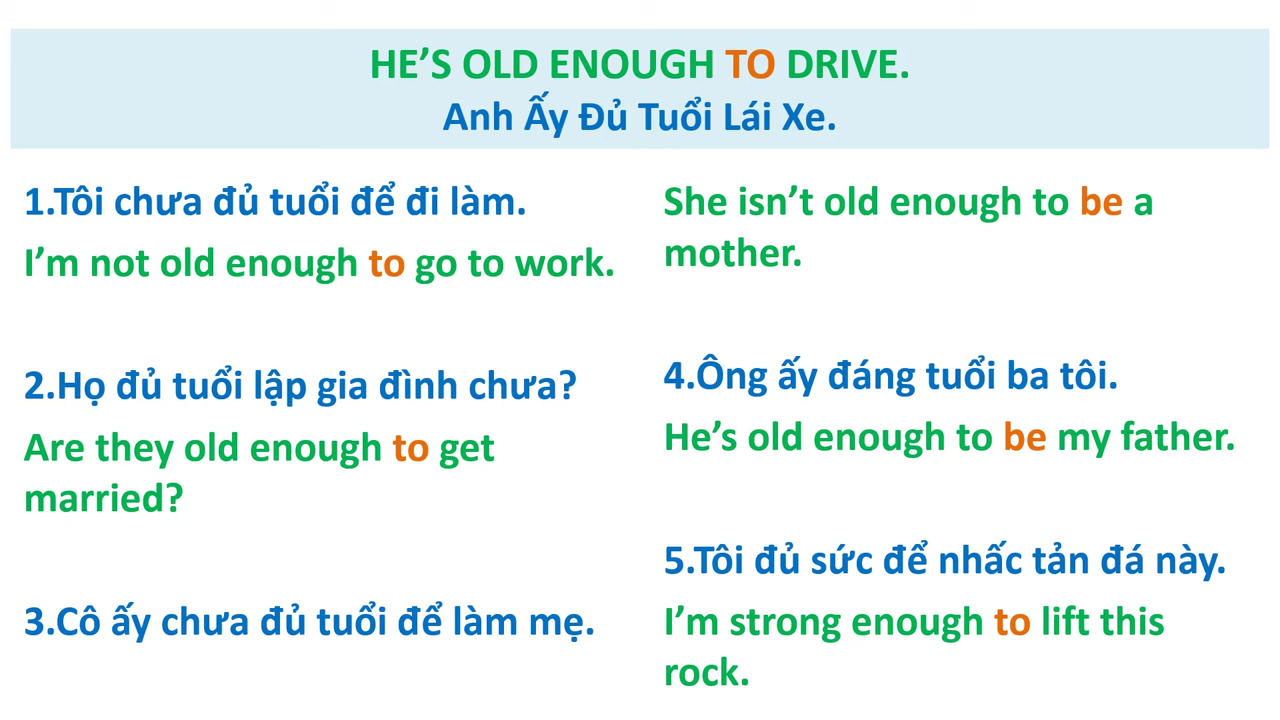 HE’S OLD ENOUGH TO DRIVE.
Anh Ấy Đủ Tuổi Lái Xe.
1.Tôi chưa đủ tuổi để đi làm.
I’m not old enough to go to work.
2.Họ đủ tuổi lập gia đình chưa?
Are they old enough to get
married?
3.Cô ấy chưa đủ tuổi để làm mẹ.
She isn’t old enough to be a
mother.
4.Ông ấy đáng tuổi ba tôi.
He’s old enough to be my father.
5.Tôi đủ sức để nhấc tản đá này.
I’m strong enough to lift this
rock.